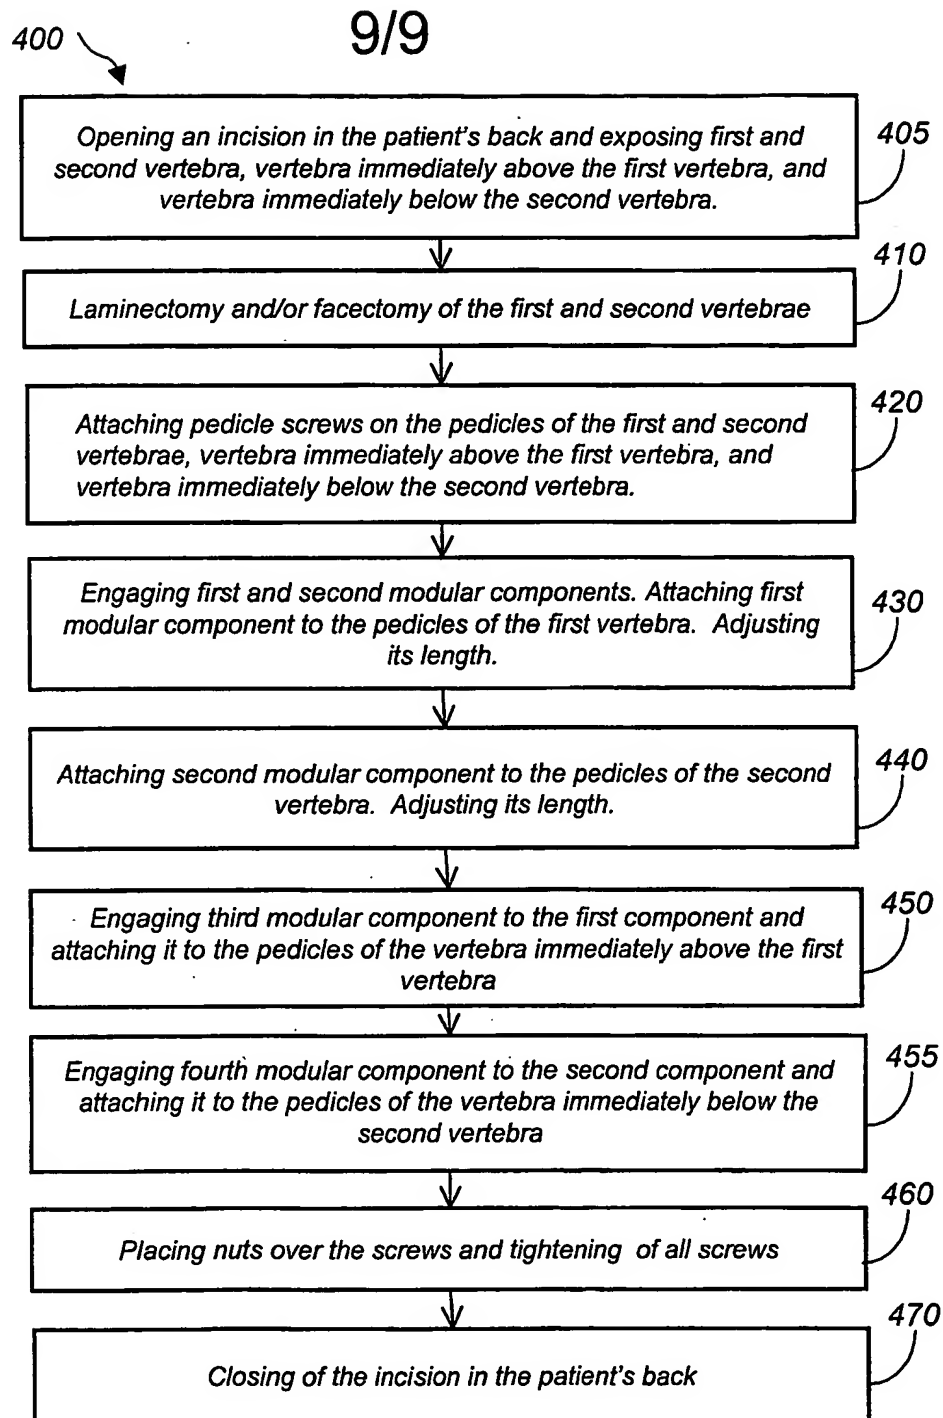 9/9
400
Opening an incision in the patient's back and exposing first and
second vertebra, vertebra immediately above the first vertebra, and
vertebra immediately below the second vertebra.
405
410
Laminectomy and/or facectomy of the first and second vertebrae
420
Attaching pedicle screws on the pedicles of the first and second
vertebrae, vertebra immediately above the first vertebra, and
vertebra immediately below the second vertebra.
Engaging first and second modular components. Attaching first
modular component to the pedicles of the first vertebra. Adjusting
its length.
430
Attaching second modular component to the pedicles of the second
vertebra. Adjusting its length.
440
Engaging third modular component to the first component and
attaching it to the pedicles of the vertebra immediately above the first
vertebra
450
Engaging fourth modular component to the second component and
attaching it to the pedicles of the vertebra immediately below the
second vertebra
455
460
Placing nuts over the screws and tightening of all screws
470
Closing of the incision in the patient's back